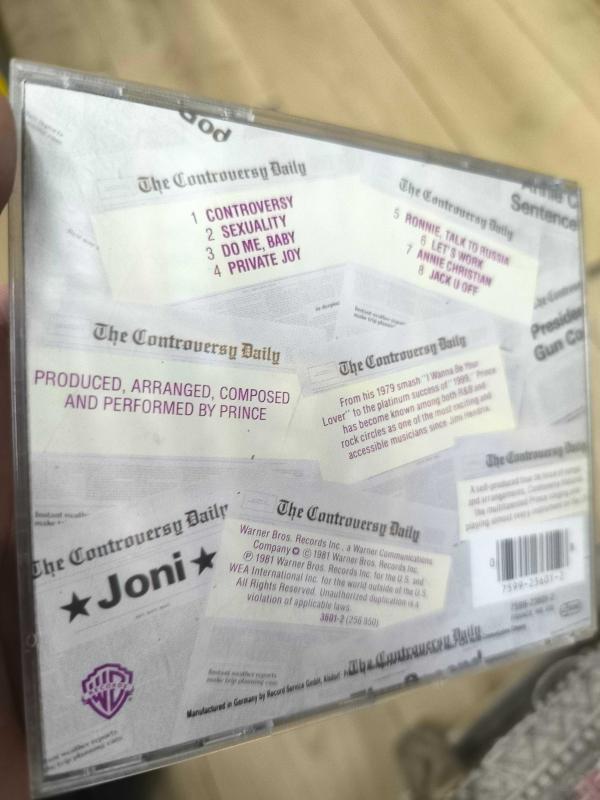 God
The Controversy Daily
1 CONTROVERSY
2 SEXUALITY
3 DO ME, BABY
4 PRIVATE JOY
The Controversy Daily
5 RONNIE, TALK TO RUSSIA
6 LET'S WORK
7 ANNIE CHRISTIAN
8 JACK U OFF
Annie C
Sentence
The Controversy Daily
PRODUCED, ARRANGED, COMPOSED
AND PERFORMED BY PRINCE
The Controversy Daily
From his 1979 smash "I Wanna Be Your
Lover" to the platinum success of "1999," Prince
has become known among both R&B and
rock circles as one of the most exciting and
accessible musicians since Jimi Hendrix.
Presiden
Gun Co
The Controversy Daily
The Controversy Daily
★Joni★
The Controversy Daily
Warner Bros. Records Inc., a Warner Communications
Company © 1981 Warner Bros. Records Inc. for the U.S. and
℗ 1981 Warner Bros. Records Inc. for the U.S. and
WEA International Inc. for the world outside of the U.S.
All Rights Reserved. Unauthorized duplication is a
violation of applicable laws.
3601-2 (256 950)
7599-23601-2
The Controversy Daily
Manufactured in Germany by Record Service GmbH, Alsdorf.